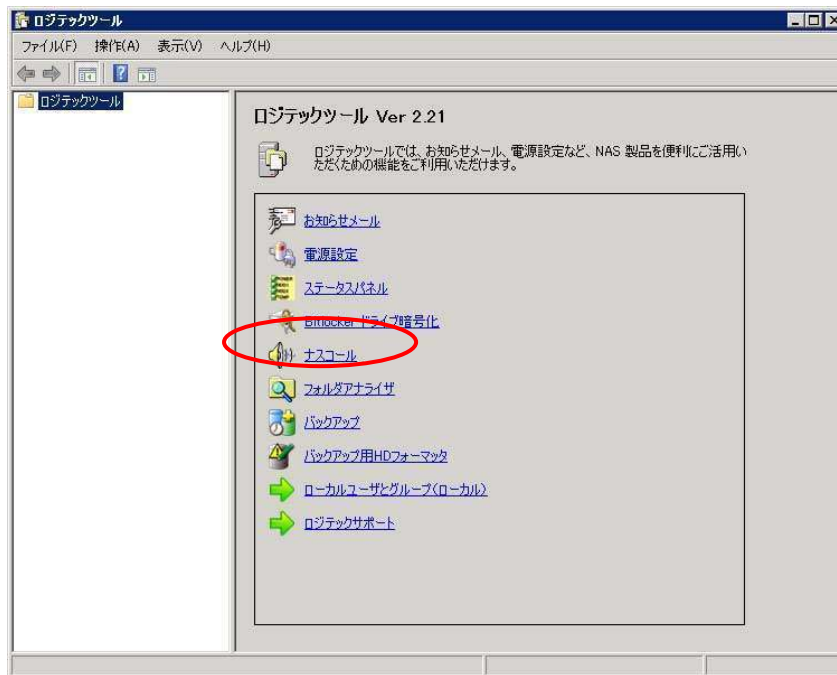 ロジテックツール
ファイル(F) 操作(A) 表示(V) ヘルプ(H)
ロジテックツール
ロジテックツール Ver 2.21
ロジテックツールでは、お知らせメール、電源設定など、NAS 製品を便利にご活用い
ただくための機能をご利用いただけます。
お知らせメール
電源設定
ステータスパネル
Bitlocker ドライブ暗号化
ナスコール
フォルダアナライザ
バックアップ
バックアップ用HDフォーマッタ
ローカルユーザとグループ(ローカル)
ロジテックサポート